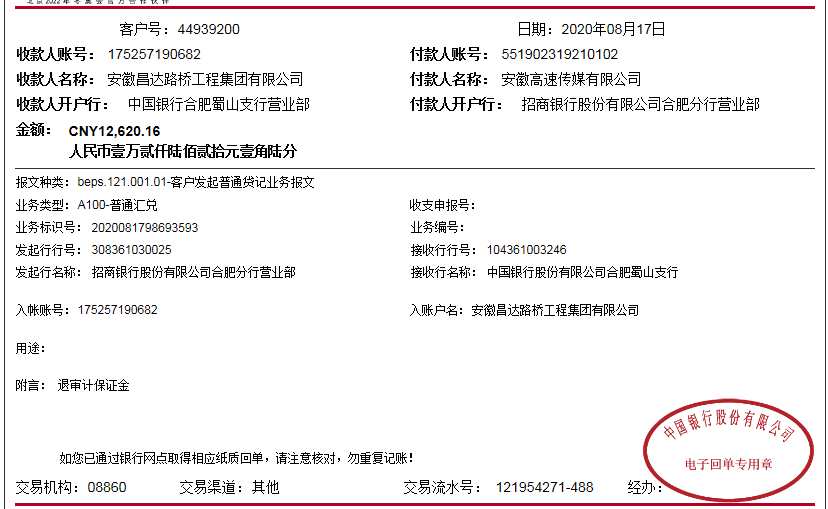 北京2022年冬奥会官方合作伙伴
客户号：44939200 日期：2020年08月17日
收款人账号：175257190682 付款人账号：551902319210102
收款人名称：安徽昌达路桥工程集团有限公司 付款人名称：安徽高速传媒有限公司
收款人开户行：中国银行合肥蜀山支行营业部 付款人开户行：招商银行股份有限公司合肥分行营业部
金额：CNY12,620.16
人民币壹万贰仟陆佰贰拾元壹角陆分
报文种类：beps.121.001.01-客户发起普通贷记业务报文
业务类型：A100-普通汇兑 收支申报号：
业务标识号：2020081798693593 业务编号：
发起行行号：308361030025 接收行行号：104361003246
发起行名称：招商银行股份有限公司合肥分行营业部 接收行名称：中国银行股份有限公司合肥蜀山支行
入帐账号：175257190682 入账户名：安徽昌达路桥工程集团有限公司
用途：
附言：退审计保证金
中国银行股份有限公司
电子回单专用章
如您已通过银行网点取得相应纸质回单，请注意核对，勿重复记账！
交易机构：08860 交易渠道：其他 交易流水号：121954271-488 经办：